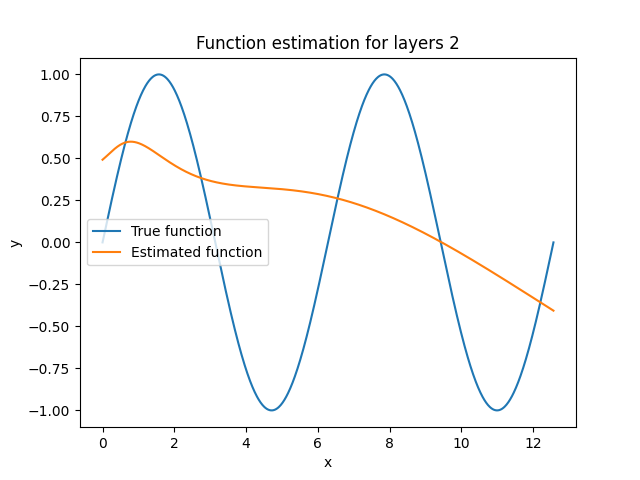 Function estimation for layers 2
1.00
0.75
0.50
0.25
0.00
−0.25
−0.50
−0.75
−1.00
y
True function
Estimated function
0 2 4 6 8 10 12
x